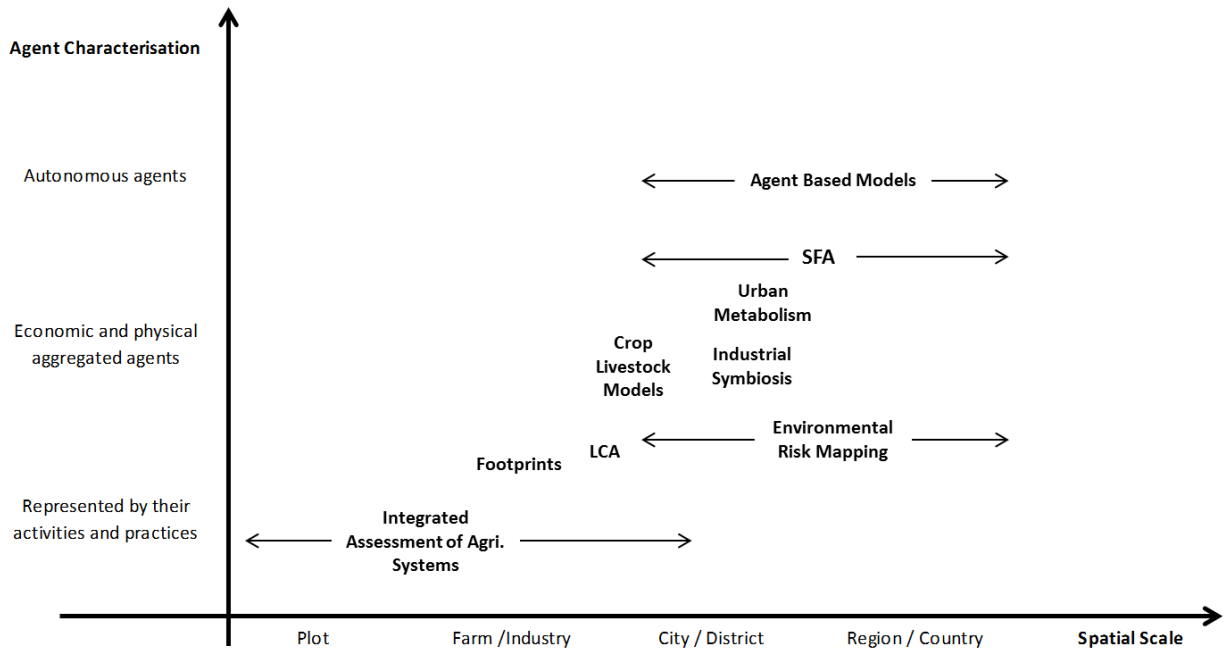 Agent Characterisation
Autonomous agents
Agent Based Models
SFA
Urban
Metabolism
Economic and physical
aggregated agents
Crop
Livestock
Models
Industrial
Symbiosis
Environmental
Risk Mapping
LCA
Footprints
Represented by their
activities and practices
Integrated
Assessment of Agri.
Systems
Plot
Farm /Industry
City / District
Region / Country
Spatial Scale